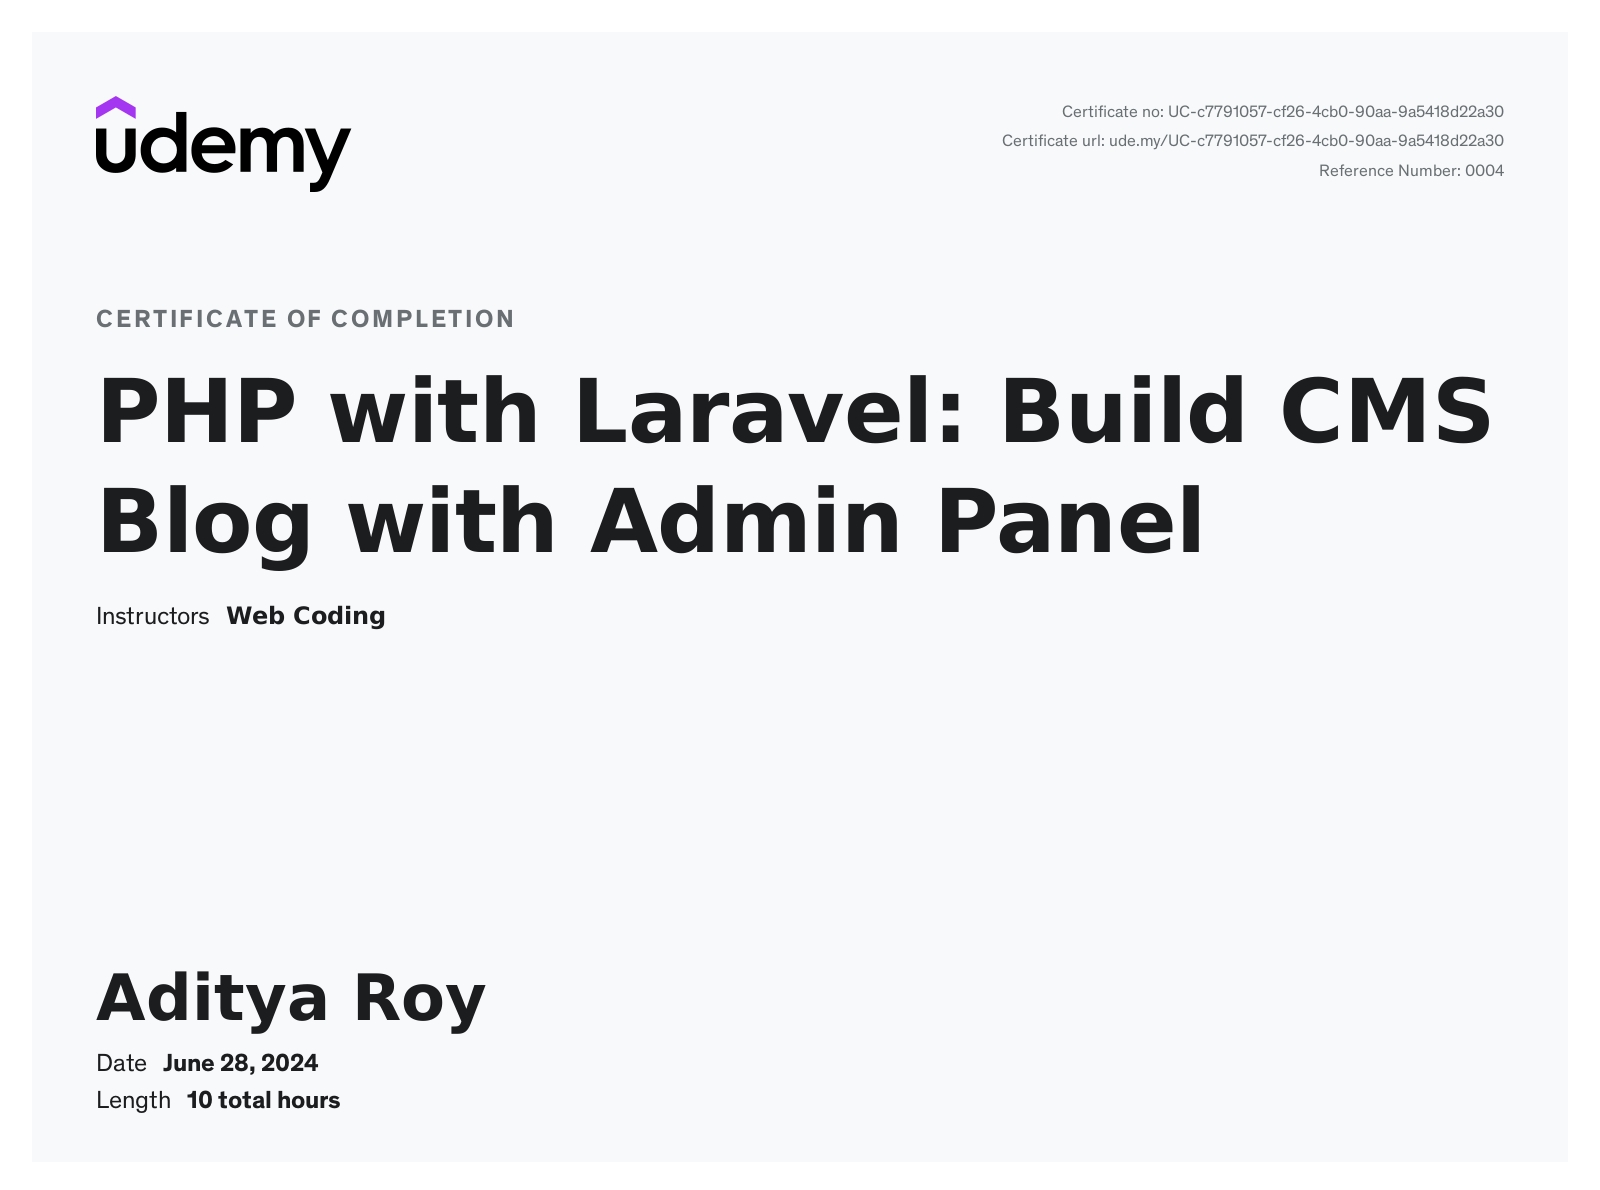 udemy
Certificate no: UC-c7791057-cf26-4cb0-90aa-9a5418d22a30
Certificate url: ude.my/UC-c7791057-cf26-4cb0-90aa-9a5418d22a30
Reference Number: 0004
CERTIFICATE OF COMPLETION
PHP with Laravel: Build CMS
Blog with Admin Panel
Instructors Web Coding
Aditya Roy
Date June 28, 2024
Length 10 total hours